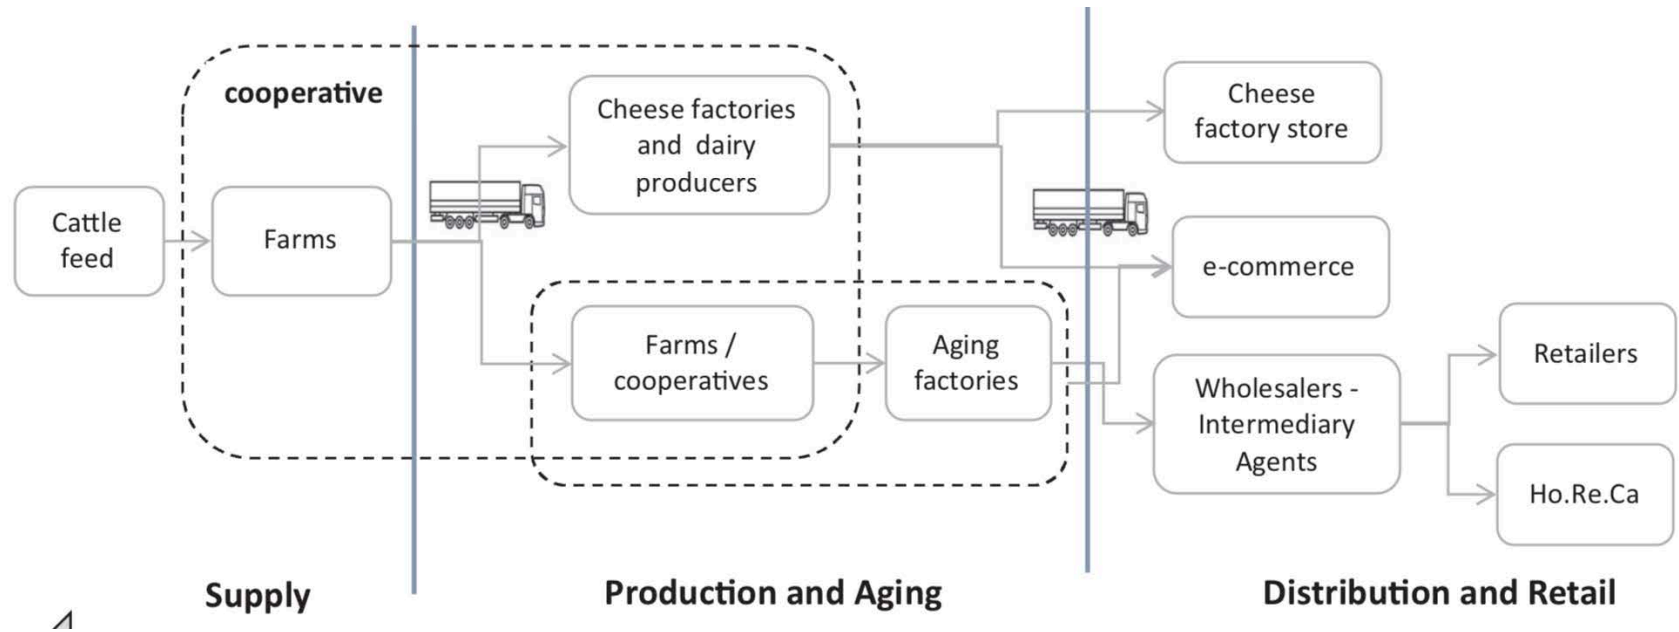 cooperative
Cattle
feed
Farms
Cheese factories
and dairy
producers
Farms /
cooperatives
Aging
factories
Cheese
factory store
e-commerce
Wholesalers -
Intermediary
Agents
Retailers
Ho.Re.Ca
Supply
Production and Aging
Distribution and Retail